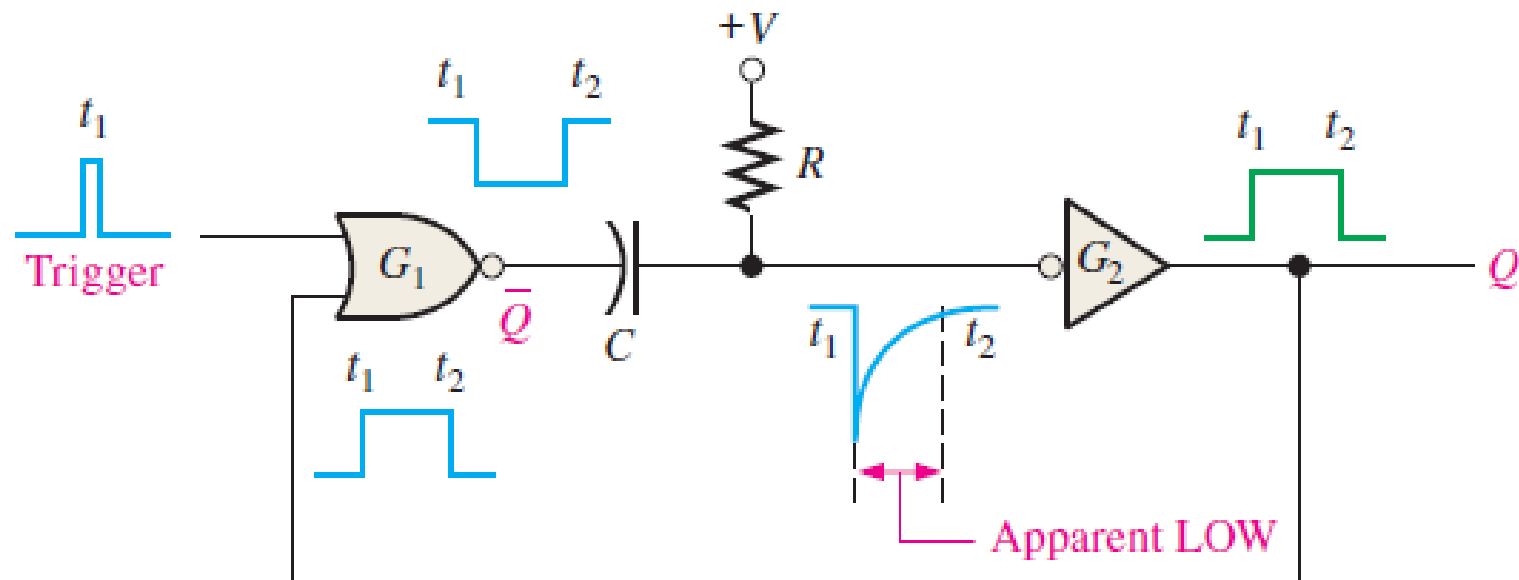 +V
t₁ t₂
t₁
t₁ t₂
R
G₁
G₂
Trigger
Q̅
C
Q
t₁ t₂
t₁ t₂
Apparent LOW